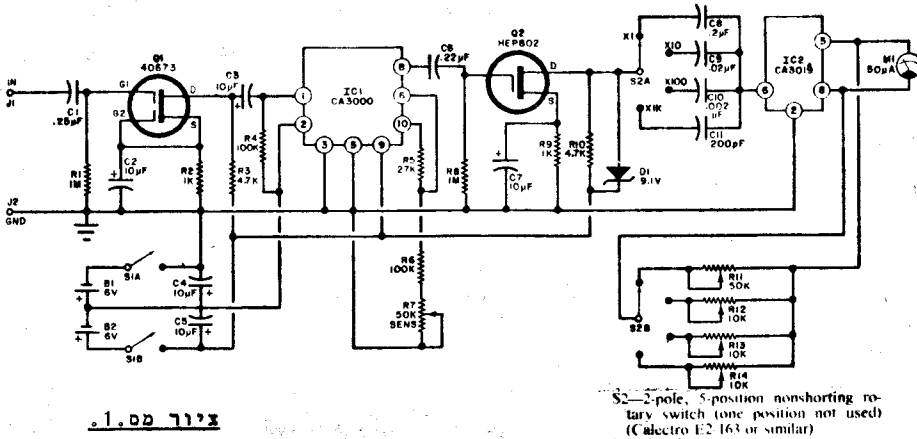 IN
J1
C1
.25µF
R1
1M
J2
GND
Q1
40673
G1
G2
D
S
C2
10µF
R2
1K
R3
4.7K
C3
10µF
R4
100K
B1
6V
B2
6V
S1A
S1B
C4
10µF
C5
10µF
IC1
CA3000
1
2
3
5
9
8
6
10
R5
27K
R6
100K
R7
50K
SENS
C6
.22µF
R8
1M
Q2
HEP802
D
S
C7
10µF
R9
1K
R10
4.7K
D1
9.1V
S2A
X1
X10
X100
X1K
C8
.2µF
C9
.02µF
C10
.002
µF
C11
200pF
IC2
CA3019
6
5
8
2
M1
50µA
S2B
R11
50K
R12
10K
R13
10K
R14
10K
S2—2-pole, 5-position nonshorting ro-
tary switch (one position not used)
(Calectro E2-163 or similar)
ציור מס.1.